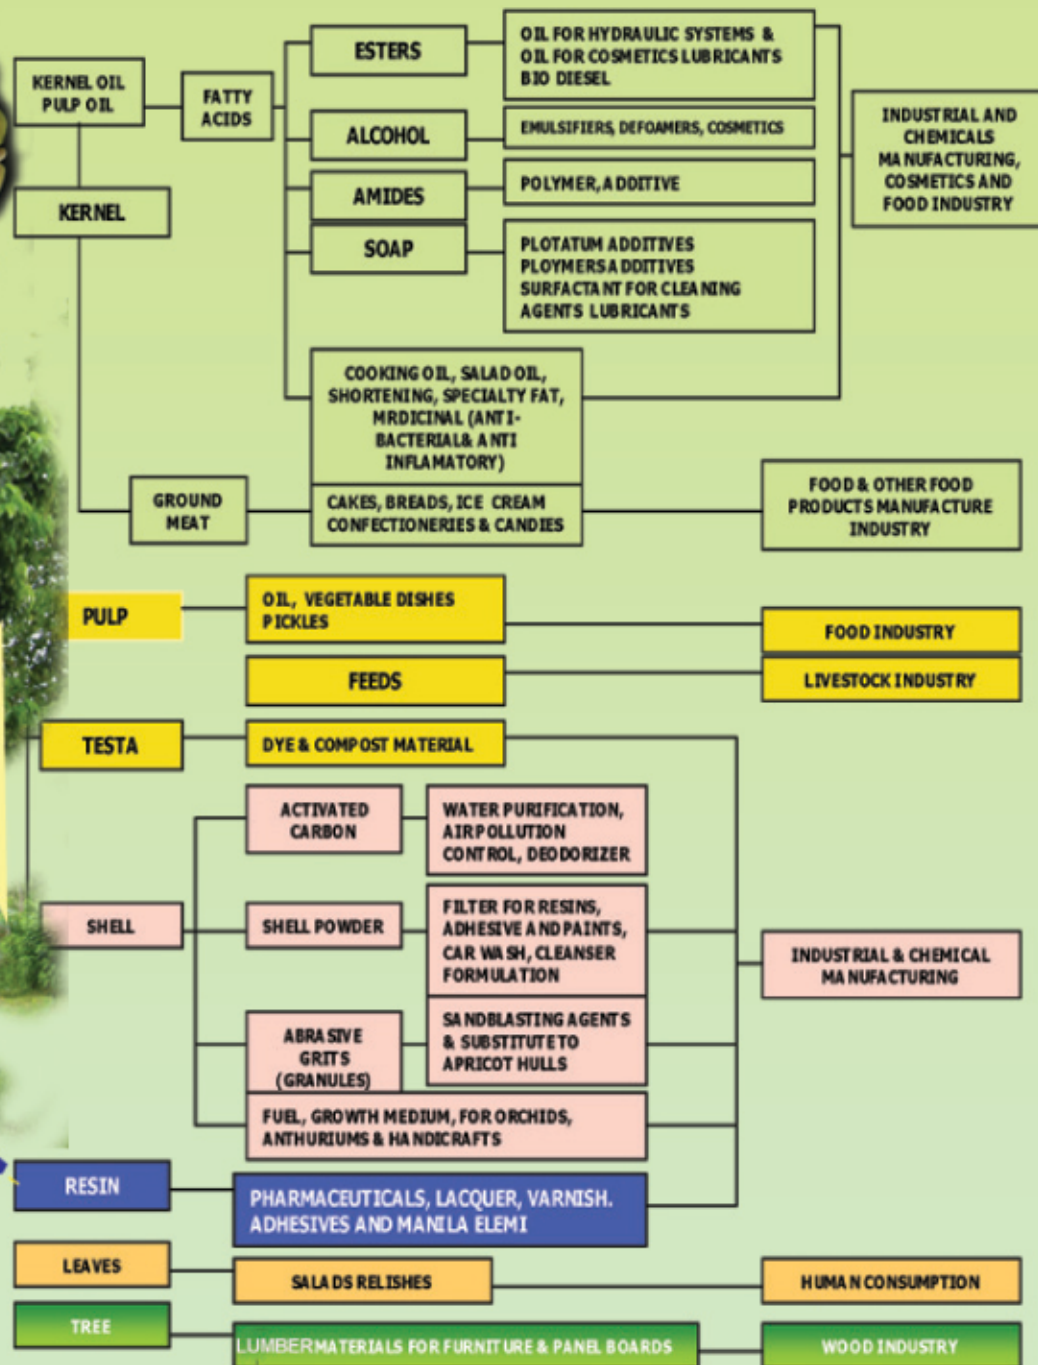 KERNEL OIL
PULP OIL
FATTY
ACIDS
ESTERS
OIL FOR HYDRAULIC SYSTEMS &
OIL FOR COSMETICS LUBRICANTS
BIO DIESEL
ALCOHOL
EMULSIFIERS, DEFOAMERS, COSMETICS
INDUSTRIAL AND
CHEMICALS
MANUFACTURING,
COSMETICS AND
FOOD INDUSTRY
KERNEL
AMIDES
POLYMER, ADDITIVE
SOAP
PLOTATUM ADDITIVES
PLOYMERS ADDITIVES
SURFACTANT FOR CLEANING
AGENTS LUBRICANTS
COOKING OIL, SALAD OIL,
SHORTENING, SPECIALTY FAT,
MRDICINAL (ANTI-
BACTERIAL& ANTI
INFLAMATORY)
GROUND
MEAT
CAKES, BREADS, ICE CREAM
CONFECTIONERIES & CANDIES
FOOD & OTHER FOOD
PRODUCTS MANUFACTURE
INDUSTRY
PULP
OIL, VEGETABLE DISHES
PICKLES
FOOD INDUSTRY
FEEDS
LIVESTOCK INDUSTRY
TESTA
DYE & COMPOST MATERIAL
ACTIVATED
CARBON
WATER PURIFICATION,
AIR POLLUTION
CONTROL, DEODORIZER
SHELL
SHELL POWDER
FILTER FOR RESINS,
ADHESIVE AND PAINTS,
CAR WASH, CLEANSER
FORMULATION
INDUSTRIAL & CHEMICAL
MANUFACTURING
ABRASIVE
GRITS
(GRANULES)
SANDBLASTING AGENTS
& SUBSTITUTE TO
APRICOT HULLS
FUEL, GROWTH MEDIUM, FOR ORCHIDS,
ANTHURIUMS & HANDICRAFTS
RESIN
PHARMACEUTICALS, LACQUER, VARNISH.
ADHESIVES AND MANILA ELEMI
LEAVES
SALADS RELISHES
HUMAN CONSUMPTION
TREE
LUMBER MATERIALS FOR FURNITURE & PANEL BOARDS
WOOD INDUSTRY